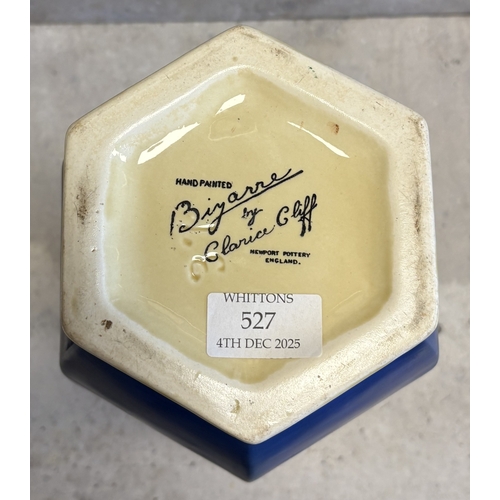 HAND PAINTED
Bizarre
by
Clarice Cliff
NEWPORT POTTERY
ENGLAND.
WHITTONS
527
4TH DEC 2025